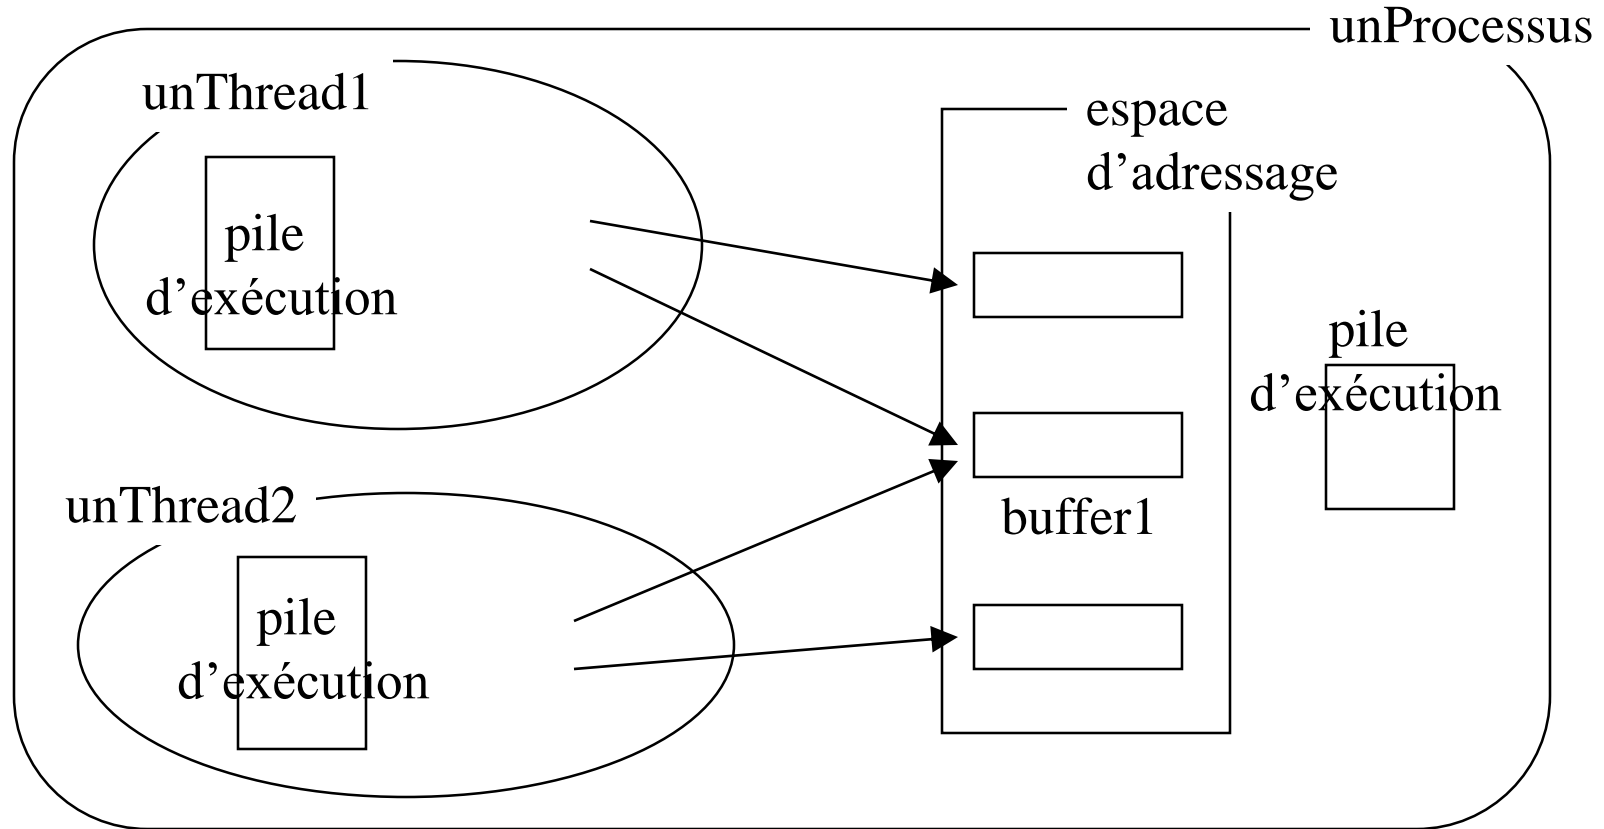 unProcessus
unThread1
espace
d’adressage
pile
d’exécution
pile
d’exécution
unThread2
buffer1
pile
d’exécution